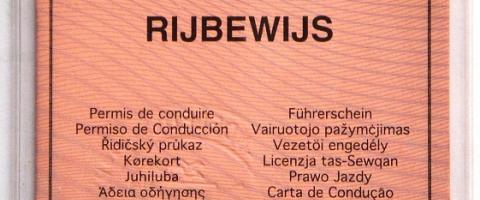 RIJBEWIJS
Permis de conduire Führerschein
Permiso de Conducción Vairuotojo pažymėjimas
Řidičský průkaz Vezetöi engedély
Kørekort Licenzja tas-Sewqan
Juhiluba Prawo Jazdy
Άδεια οδήγησης Carta de Condução